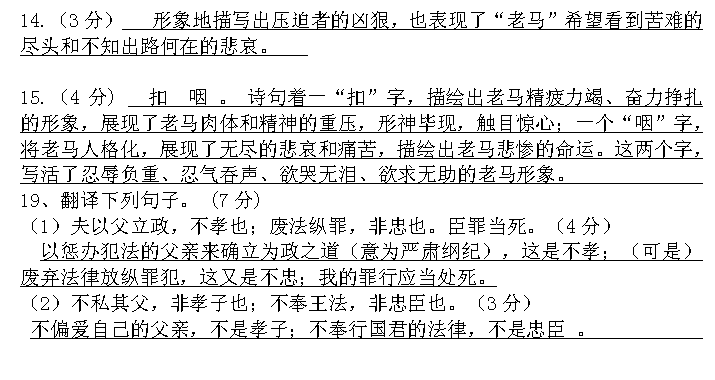 14.（3分） 形象地描写出压迫者的凶狠，也表现了“老马”希望看到苦难的
尽头和不知出路何在的悲哀。
15.（4分） 扣 咽 。 诗句着一“扣”字，描绘出老马精疲力竭、奋力挣扎
的形象，展现了老马肉体和精神的重压，形神毕现，触目惊心；一个“咽”字，
将老马人格化，展现了无尽的悲哀和痛苦，描绘出老马悲惨的命运。这两个字，
写活了忍辱负重、忍气吞声、欲哭无泪、欲求无助的老马形象。
19、翻译下列句子。（7分）
（1）夫以父立政，不孝也；废法纵罪，非忠也。臣罪当死。（4分）
以惩办犯法的父亲来确立为政之道（意为严肃纲纪），这是不孝；（可是）
废弃法律放纵罪犯，这又是不忠；我的罪行应当处死。
（2）不私其父，非孝子也；不奉王法，非忠臣也。（3分）
不偏爱自己的父亲，不是孝子；不奉行国君的法律，不是忠臣 。